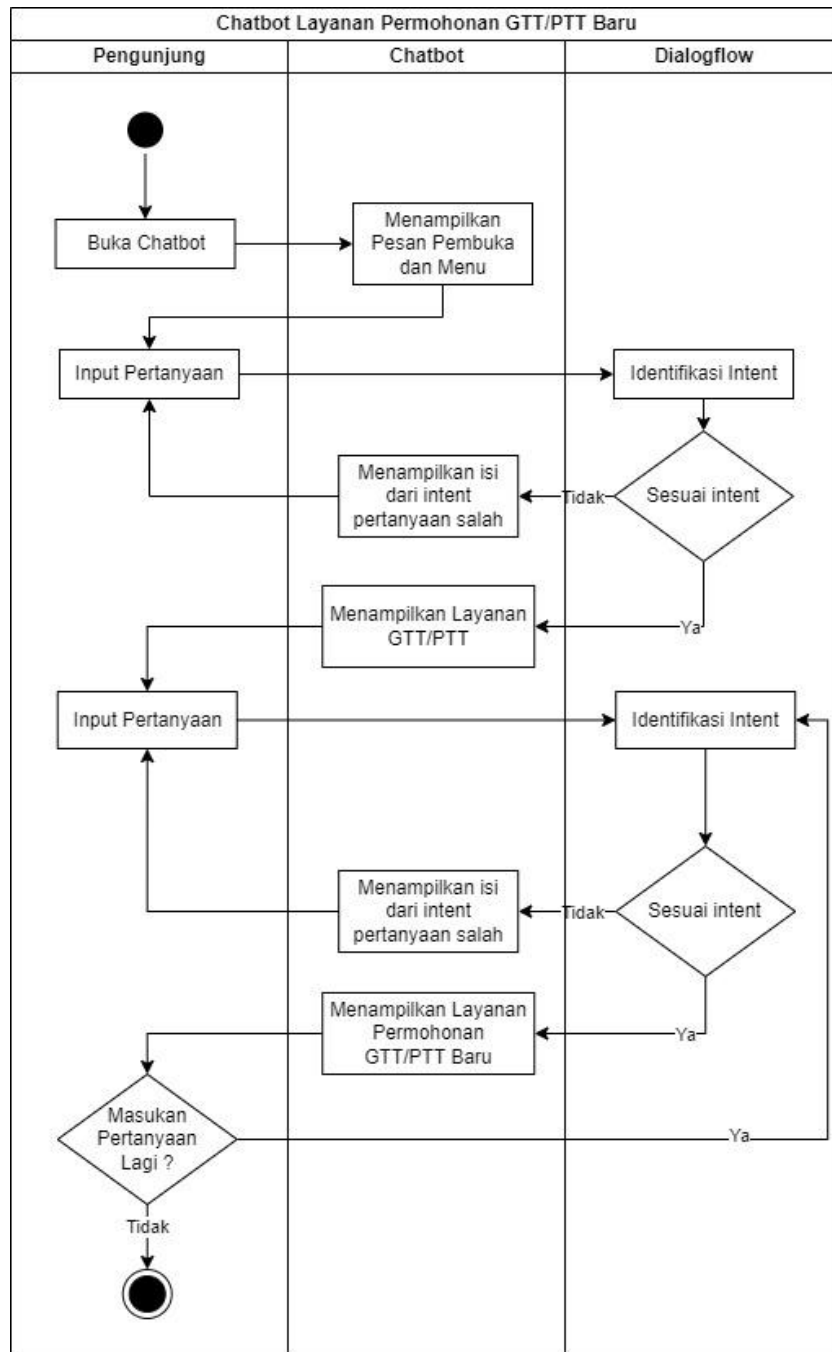 Chatbot Layanan Permohonan GTT/PTT Baru
Pengunjung
Chatbot
Dialogflow
Buka Chatbot
Menampilkan
Pesan Pembuka
dan Menu
Input Pertanyaan
Identifikasi Intent
Menampilkan isi
dari intent
pertanyaan salah
Tidak
Sesuai intent
Menampilkan Layanan
GTT/PTT
Ya
Input Pertanyaan
Identifikasi Intent
Menampilkan isi
dari intent
pertanyaan salah
Tidak
Sesuai intent
Menampilkan Layanan
Permohonan
GTT/PTT Baru
Ya
Masukan
Pertanyaan
Lagi ?
Ya
Tidak